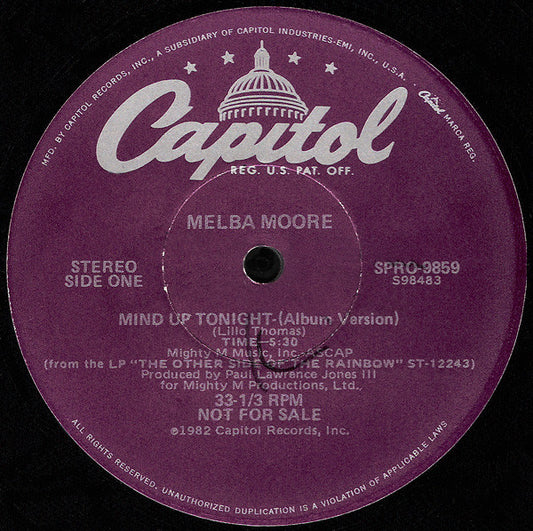 MFD. BY CAPITOL RECORDS, INC., A SUBSIDIARY OF CAPITOL INDUSTRIES-EMI, INC., U.S.A. . Capitol MARCA REG.
Capitol
REG. U.S. PAT. OFF.
MELBA MOORE
STEREO
SIDE ONE
SPRO-9859
S98483
MIND UP TONIGHT-(Album Version)
(Lillo Thomas)
TIME-5:30
Mighty M Music, Inc.-ASCAP
(from the LP "THE OTHER SIDE OF THE RAINBOW" ST-12243)
Produced by Paul Lawrence Jones III
for Mighty M Productions, Ltd.
33-1/3 RPM
NOT FOR SALE
©1982 Capitol Records, Inc.
ALL RIGHTS RESERVED. UNAUTHORIZED DUPLICATION IS A VIOLATION OF APPLICABLE LAWS